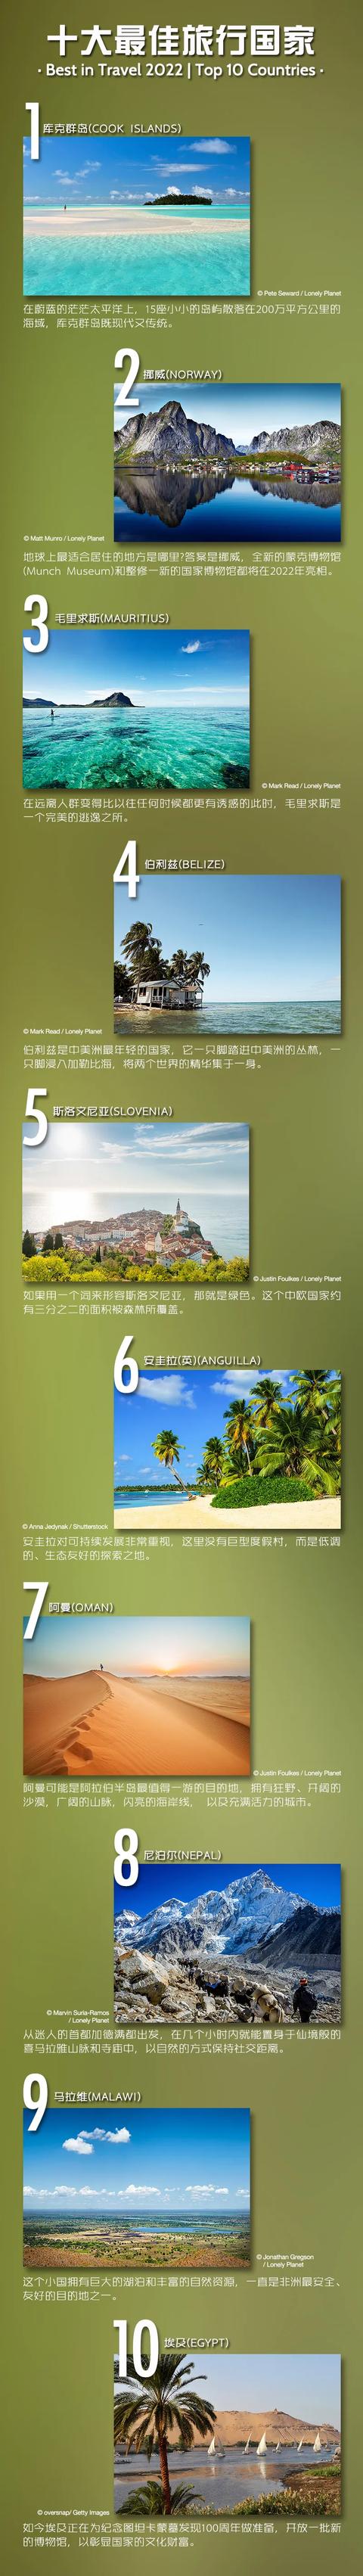 十大最佳旅行国家
· Best in Travel 2022 | Top 10 Countries ·
1
库克群岛(COOK ISLANDS)
© Pete Seward / Lonely Planet
在蔚蓝的茫茫太平洋上，15座小小的岛屿散落在200万平方公里的
海域，库克群岛既现代又传统。
2
挪威(NORWAY)
© Matt Munro / Lonely Planet
地球上最适合居住的地方是哪里?答案是挪威，全新的蒙克博物馆
(Munch Museum)和整修一新的国家博物馆都将在2022年亮相。
3
毛里求斯(MAURITIUS)
© Mark Read / Lonely Planet
在远离人群变得比以往任何时候都更有诱惑的此时，毛里求斯是
一个完美的逃逸之所。
4
伯利兹(BELIZE)
© Mark Read / Lonely Planet
伯利兹是中美洲最年轻的国家，它一只脚踏进中美洲的丛林，一
只脚浸入加勒比海，将两个世界的精华集于一身。
5
斯洛文尼亚(SLOVENIA)
© Justin Foulkes / Lonely Planet
如果用一个词来形容斯洛文尼亚，那就是绿色。这个中欧国家约
有三分之二的面积被森林所覆盖。
6
安圭拉(英)(ANGUILLA)
© Anna Jedynak / Shutterstock
安圭拉对可持续发展非常重视，这里没有巨型度假村，而是低调
的、生态友好的探索之地。
7
阿曼(OMAN)
© Justin Foulkes / Lonely Planet
阿曼可能是阿拉伯半岛最值得一游的目的地，拥有狂野、开阔的
沙漠，广阔的山脉，闪亮的海岸线， 以及充满活力的城市。
8
尼泊尔(NEPAL)
© Marvin Suria-Ramos
/ Lonely Planet
从迷人的首都加德满都出发，在几个小时内就能置身于仙境般的
喜马拉雅山脉和寺庙中，以自然的方式保持社交距离。
9
马拉维(MALAWI)
© Jonathan Gregson
/ Lonely Planet
这个小国拥有巨大的湖泊和丰富的自然资源，一直是非洲最安全、
友好的目的地之一。
10
埃及(EGYPT)
© oversnap/ Getty Images
如今埃及正在为纪念图坦卡蒙墓发现100周年做准备，开放一批新
的博物馆，以彰显国家的文化财富。